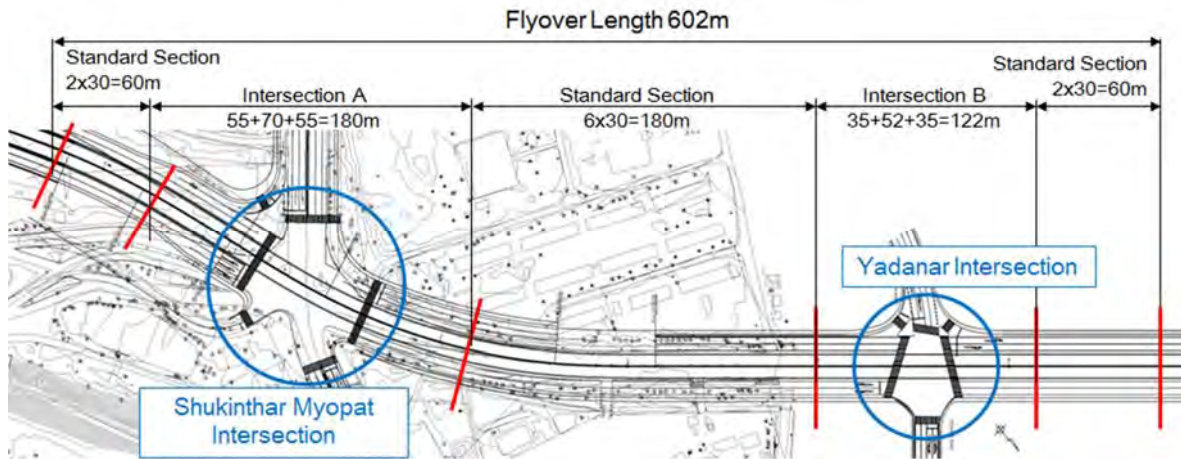 Flyover Length 602m
Standard Section
2x30=60m
Intersection A
55+70+55=180m
Standard Section
6x30=180m
Intersection B
35+52+35=122m
Standard Section
2x30=60m
Yadanar Intersection
Shukinthar Myopat
Intersection